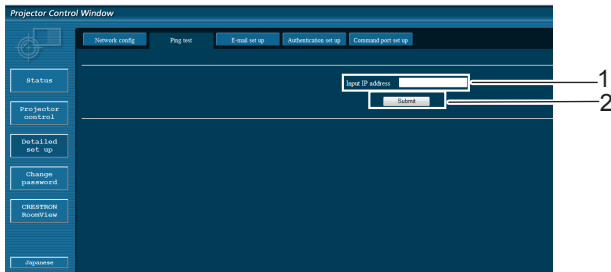 Projector Control Window
Network config
Ping test
E-mail set up
Authentication set up
Command port set up
Status
Projector
control
Detailed
set up
Change
password
CRESTRON
RoomView
Japanese
Input IP address
1
Submit
2